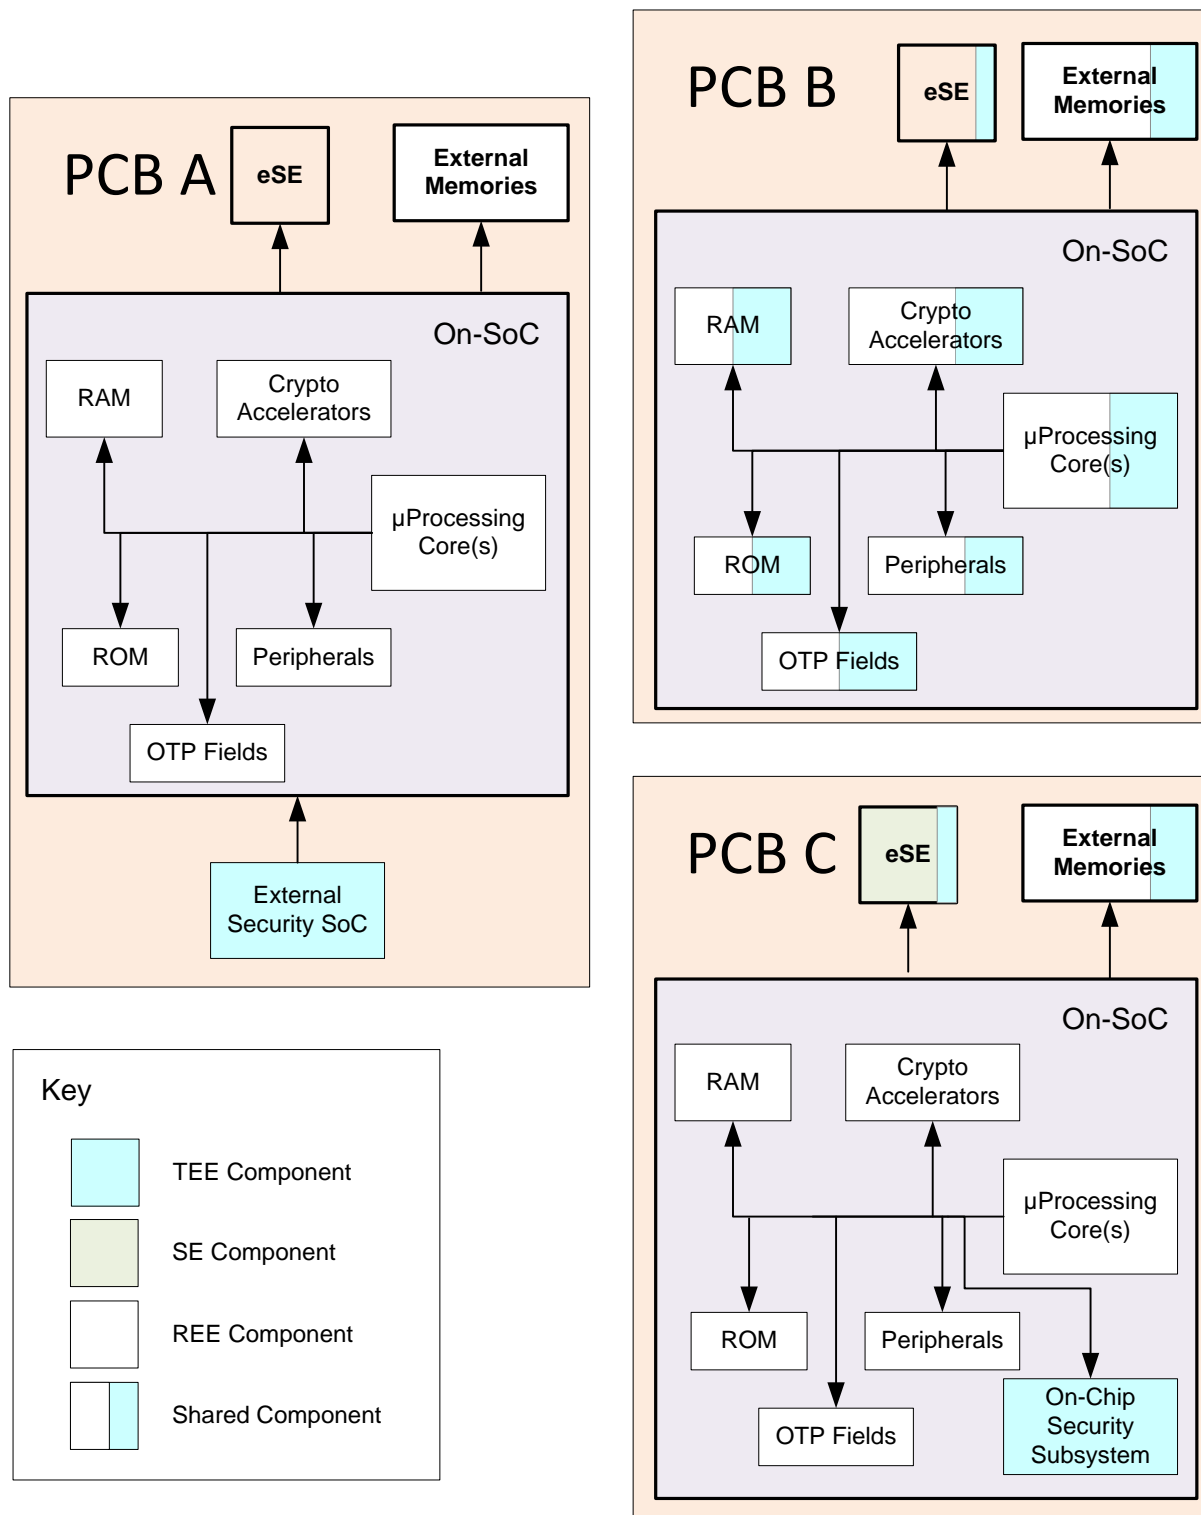 PCB A
eSE
External
Memories
On-SoC
RAM
Crypto
Accelerators
µProcessing
Core(s)
ROM
Peripherals
OTP Fields
External
Security SoC
PCB B
eSE
External
Memories
On-SoC
RAM
Crypto
Accelerators
µProcessing
Core(s)
ROM
Peripherals
OTP Fields
PCB C
eSE
External
Memories
On-SoC
RAM
Crypto
Accelerators
µProcessing
Core(s)
ROM
Peripherals
OTP Fields
On-Chip
Security
Subsystem
Key
TEE Component
SE Component
REE Component
Shared Component